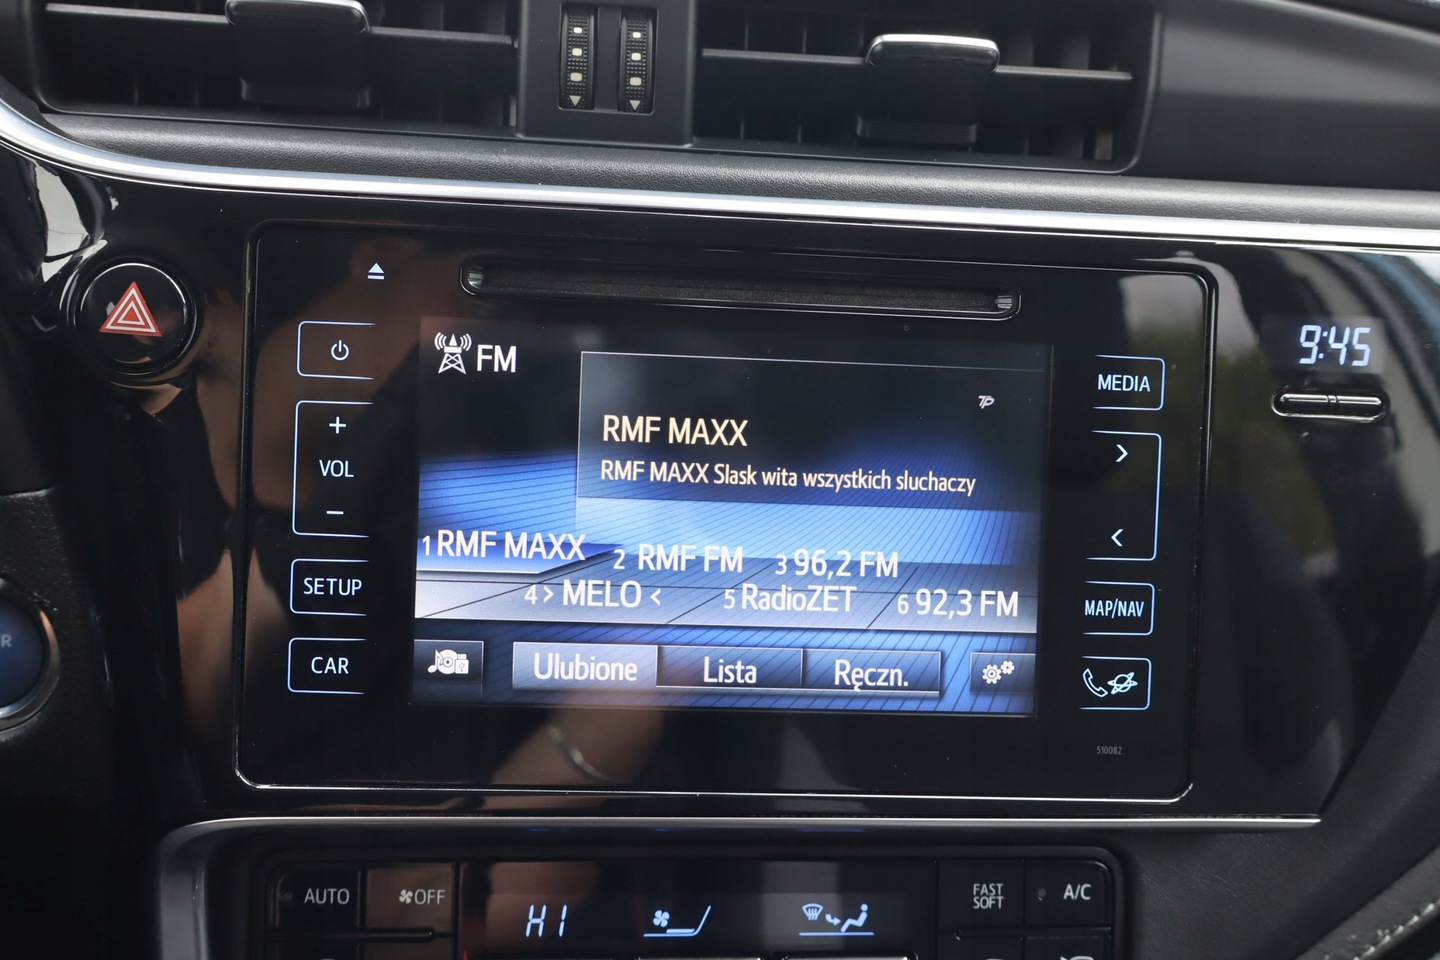 9:45
FM
MEDIA
TP
RMF MAXX
RMF MAXX Slask wita wszystkich sluchaczy
+
VOL
−
>
<
1 RMF MAXX 2 RMF FM 3 96,2 FM
4 > MELO < 5 RadioZET 6 92,3 FM
SETUP
MAP/NAV
CAR
Ulubione Lista Ręczn.
510082
AUTO
OFF
HI
FAST
SOFT
A/C